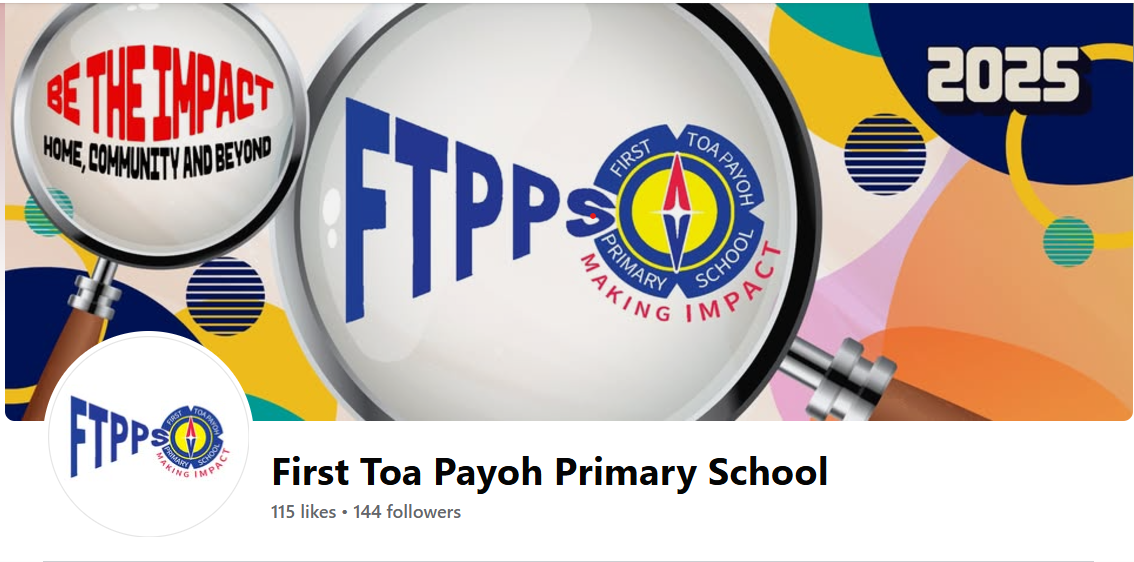 BE THE IMPACT
HOME, COMMUNITY AND BEYOND
FTPPS
FIRST TOA PAYOH
PRIMARY SCHOOL
MAKING IMPACT
2025
FTPPS
FIRST TOA PAYOH
PRIMARY SCHOOL
MAKING IMPACT
First Toa Payoh Primary School
115 likes • 144 followers